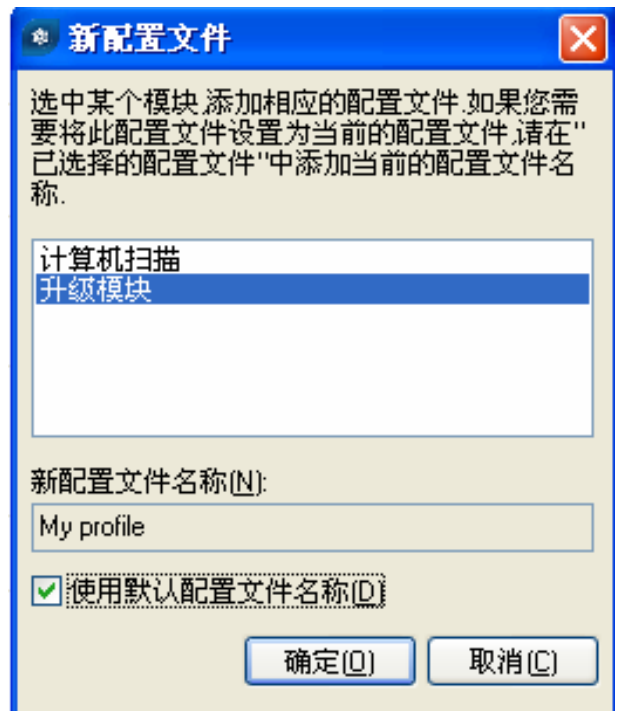 新配置文件
选中某个模块,添加相应的配置文件.如果您需
要将此配置文件设置为当前的配置文件,请在"
已选择的配置文件"中添加当前的配置文件名
称.
计算机扫描
升级模块
新配置文件名称(N):
My profile
使用默认配置文件名称(D)
确定(O)
取消(C)